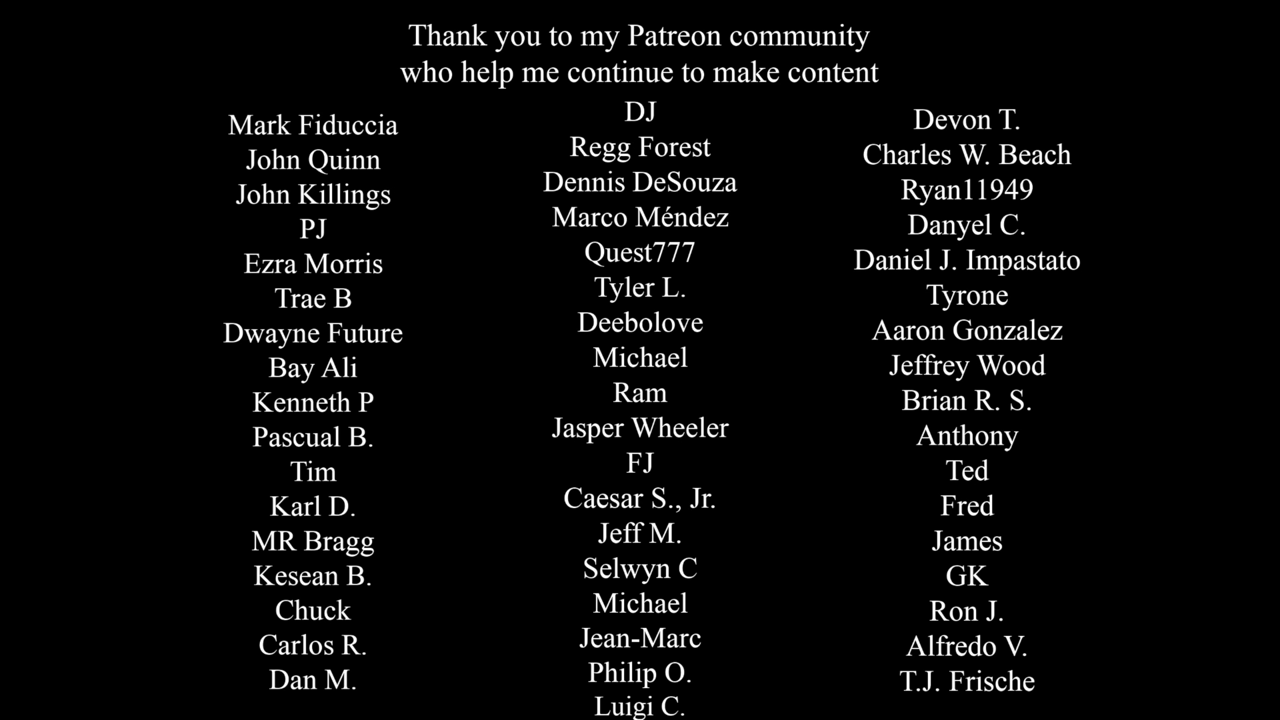 Thank you to my Patreon community
who help me continue to make content
Mark Fiduccia
John Quinn
John Killings
PJ
Ezra Morris
Trae B
Dwayne Future
Bay Ali
Kenneth P
Pascual B.
Tim
Karl D.
MR Bragg
Kesean B.
Chuck
Carlos R.
Dan M.
DJ
Regg Forest
Dennis DeSouza
Marco Méndez
Quest777
Tyler L.
Deebolove
Michael
Ram
Jasper Wheeler
FJ
Caesar S., Jr.
Jeff M.
Selwyn C
Michael
Jean-Marc
Philip O.
Luigi C.
Devon T.
Charles W. Beach
Ryan11949
Danyel C.
Daniel J. Impastato
Tyrone
Aaron Gonzalez
Jeffrey Wood
Brian R. S.
Anthony
Ted
Fred
James
GK
Ron J.
Alfredo V.
T.J. Frische